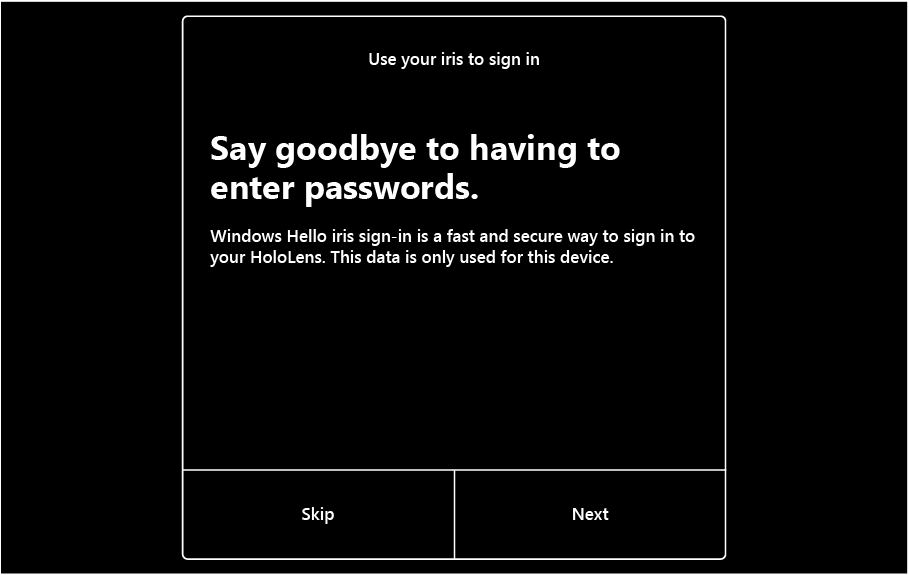 Use your iris to sign in
Say goodbye to having to
enter passwords.
Windows Hello iris sign-in is a fast and secure way to sign in to
your HoloLens. This data is only used for this device.
Skip
Next